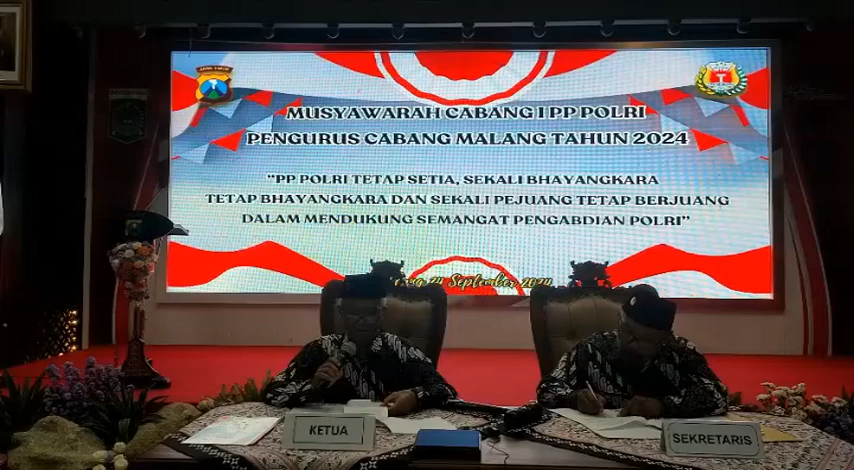 MUSYAWARAH CABANG I PP POLRI
PENGURUS CABANG MALANG TAHUN 2024
"PP POLRI TETAP SETIA, SEKALI BHAYANGKARA
TETAP BHAYANGKARA DAN SEKALI PEJUANG TETAP BERJUANG
DALAM MENDUKUNG SEMANGAT PENGABDIAN POLRI"
24 September 2024
KETUA
SEKRETARIS